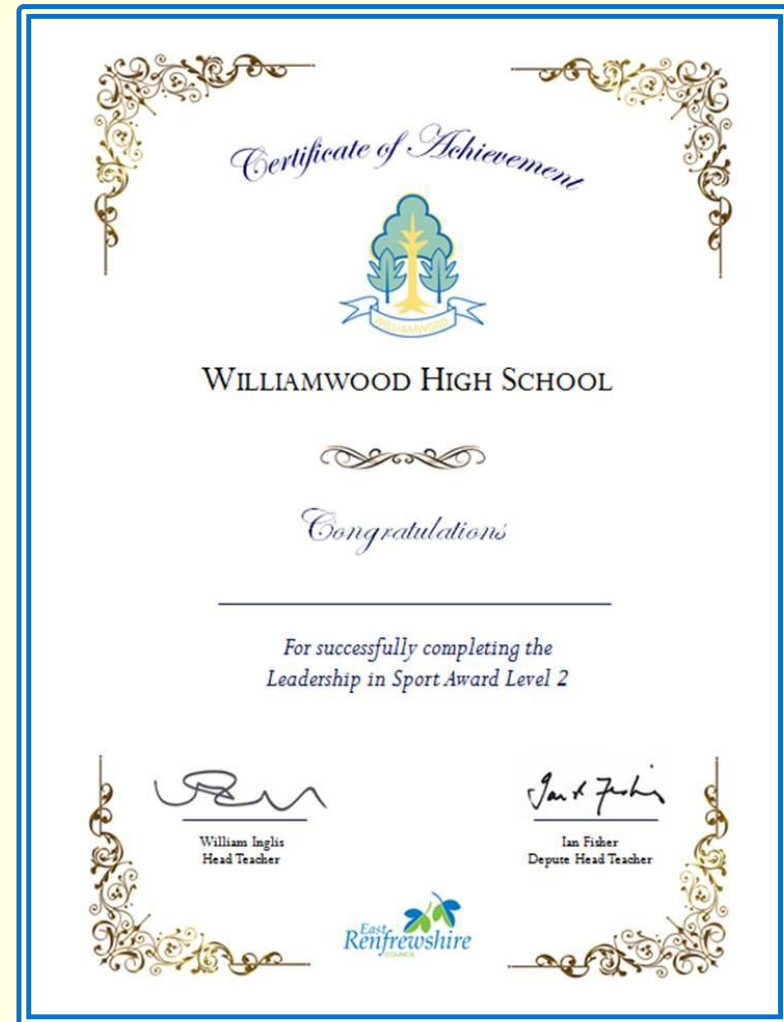 Certificate of Achievement
WILLIAMWOOD
WILLIAMWOOD HIGH SCHOOL
Congratulations
For successfully completing the
Leadership in Sport Award Level 2
William Inglis
Head Teacher
Ian Fisher
Depute Head Teacher
East
Renfrewshire
COUNCIL